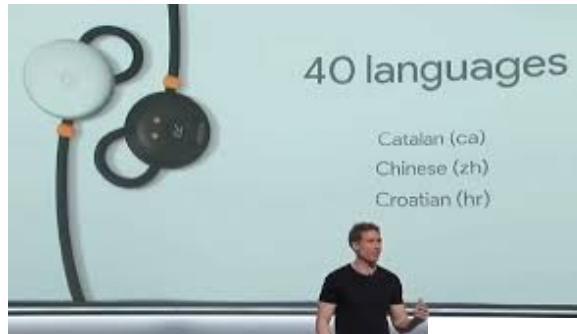 40 languages
Catalan (ca)
Chinese (zh)
Croatian (hr)
R